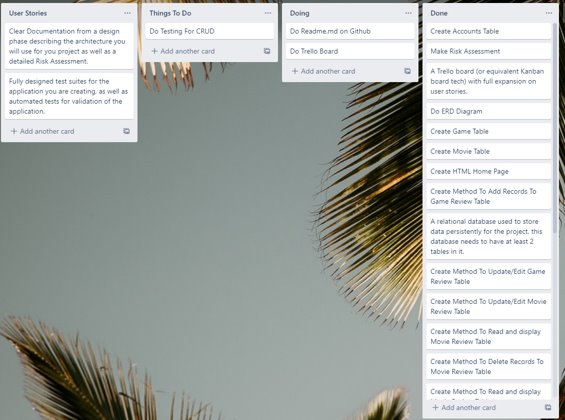 User Stories
Clear Documentation from a design
phase describing the architecture you
will use for you project as well as a
detailed Risk Assessment.
Fully designed test suites for the
application you are creating, as well as
automated tests for validation of the
application.
+ Add another card
Things To Do
Do Testing For CRUD
+ Add another card
Doing
Do Readme.md on Github
Do Trello Board
+ Add another card
Done
Create Accounts Table
Make Risk Assessment
A Trello board (or equivalent Kanban
board tech) with full expansion on
user stories.
Do ERD Diagram
Create Game Table
Create Movie Table
Create HTML Home Page
Create Method To Add Records To
Game Review Table
A relational database used to store
data persistently for the project, this
database needs to have at least 2
tables in it.
Create Method To Update/Edit Game
Review Table
Create Method To Update/Edit Movie
Review Table
Create Method To Read and display
Movie Review Table
Create Method To Delete Records To
Movie Review Table
Create Method To Read and display
+ Add another card